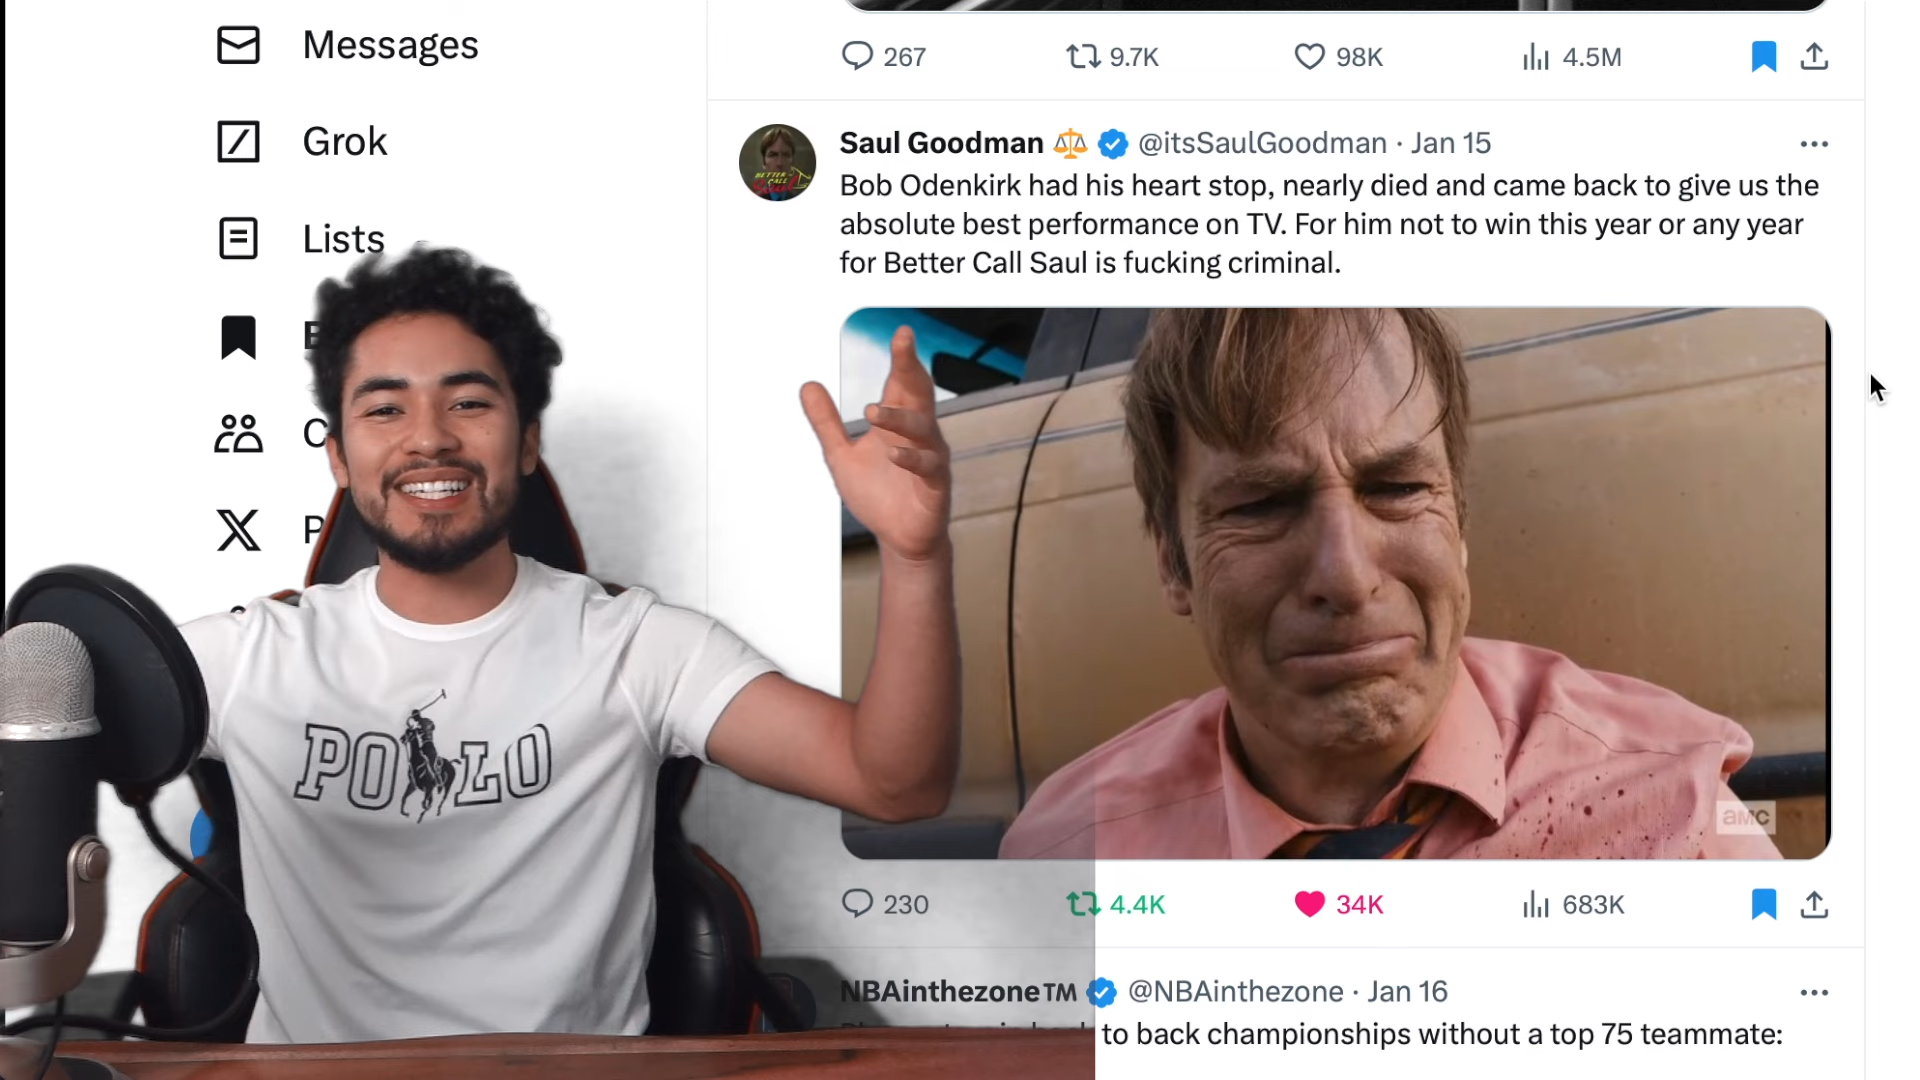 Messages
Grok
Lists
267
9.7K
98K
4.5M
Saul Goodman ⚖️ @itsSaulGoodman · Jan 15
Bob Odenkirk had his heart stop, nearly died and came back to give us the
absolute best performance on TV. For him not to win this year or any year
for Better Call Saul is fucking criminal.
BETTER
CALL
Saul
POLO
aMC
230
4.4K
34K
683K
NBAinthezone™ @NBAinthezone · Jan 16
to back championships without a top 75 teammate: